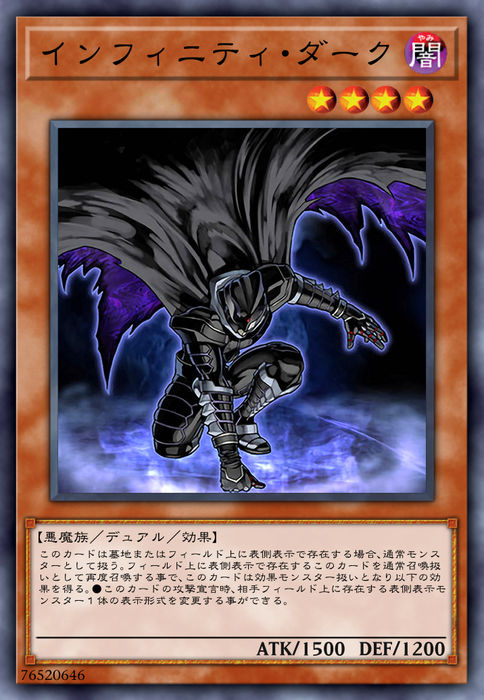 インフィニティ・ダーク
やみ
闇
【悪魔族／デュアル／効果】
このカードは墓地またはフィールド上に表側表示で存在する場合、通常モンス
ターとして扱う。フィールド上に表側表示で存在するこのカードを通常召喚扱
いとして再度召喚する事で、このカードは効果モンスター扱いとなり以下の効
果を得る。●このカードの攻撃宣言時、相手フィールド上に存在する表側表示モ
ンスター１体の表示形式を変更する事ができる。
ATK/1500 DEF/1200
76520646